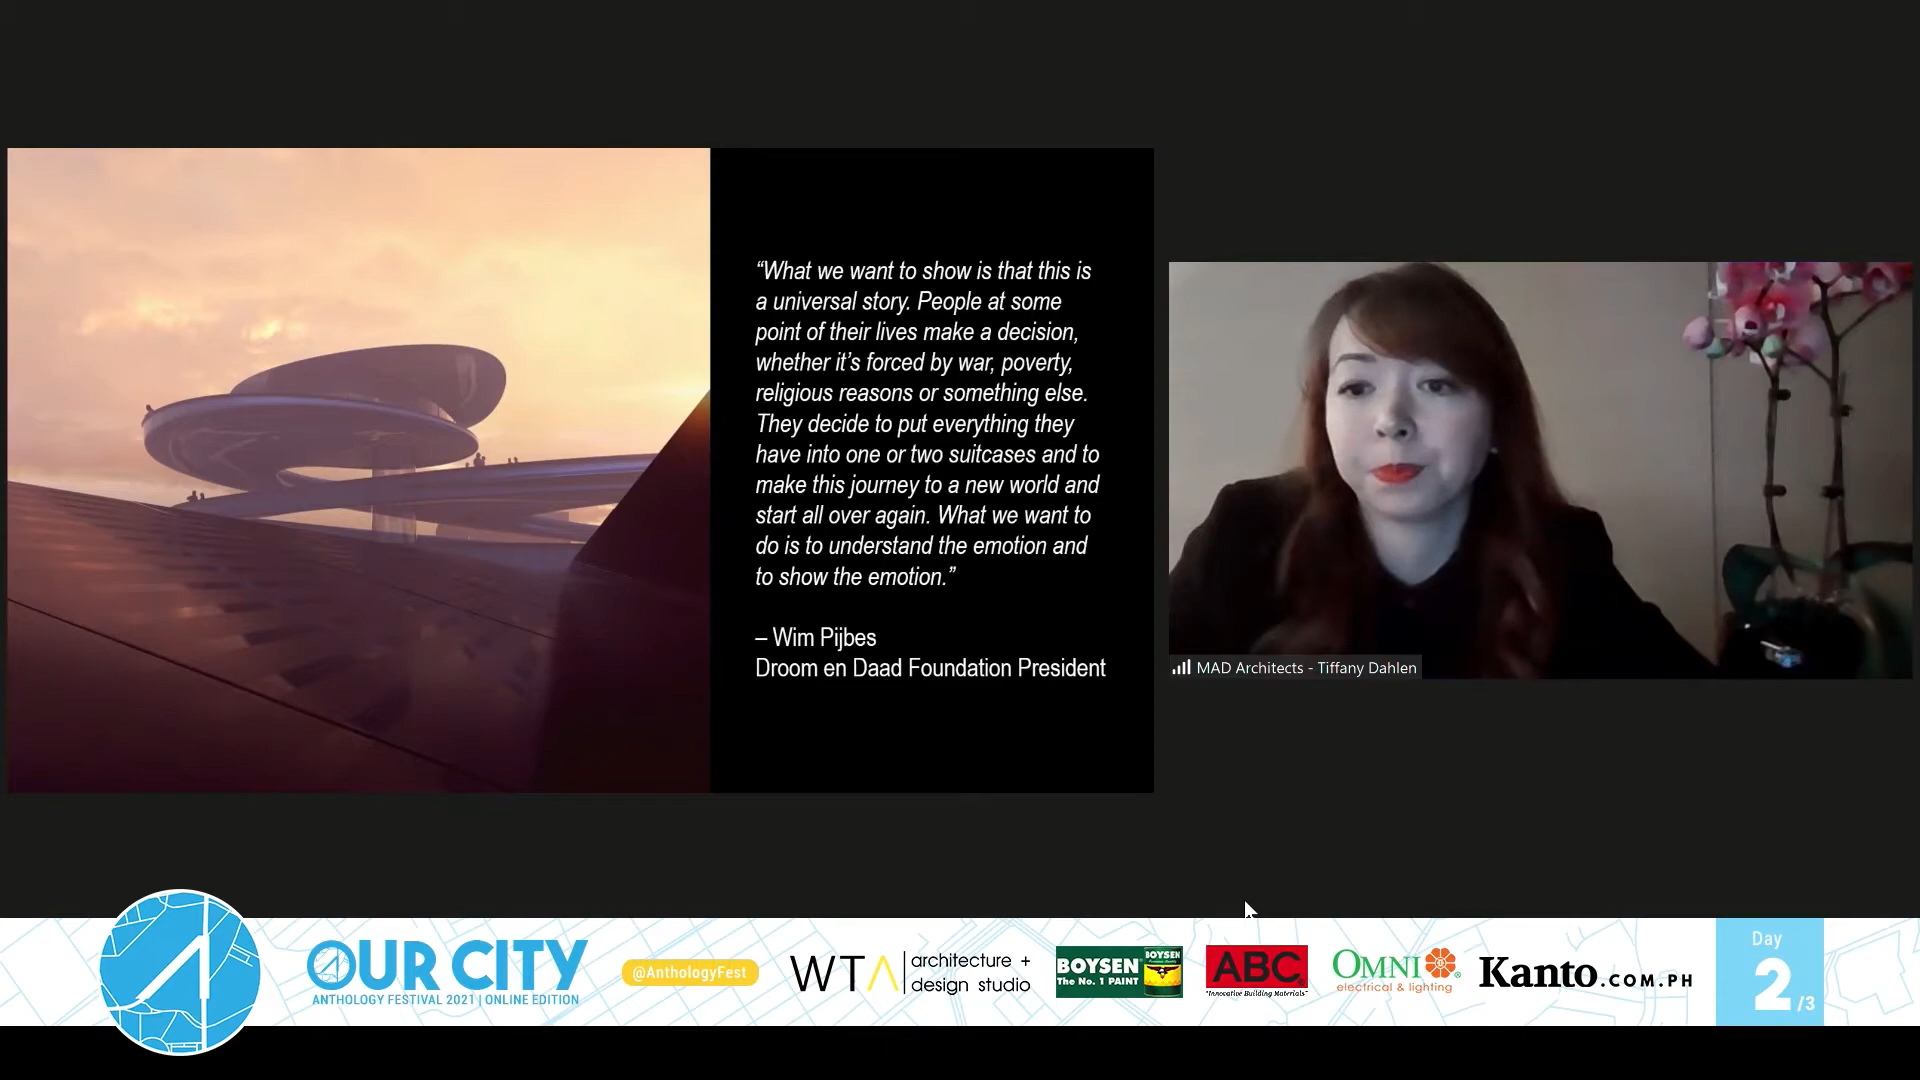 “What we want to show is that this is
a universal story. People at some
point of their lives make a decision,
whether it’s forced by war, poverty,
religious reasons or something else.
They decide to put everything they
have into one or two suitcases and to
make this journey to a new world and
start all over again. What we want to
do is to understand the emotion and
to show the emotion.”
– Wim Pijbes
Droom en Daad Foundation President
MAD Architects - Tiffany Dahlen
OUR CITY
ANTHOLOGY FESTIVAL 2021 | ONLINE EDITION
@AnthologyFest
WTA
architecture +
design studio
BOYSEN
The No. 1 PAINT
BOYSEN
ABC
"Innovative Building Materials"
OMNI
electrical & lighting
Kanto.COM.PH
Day
2/3